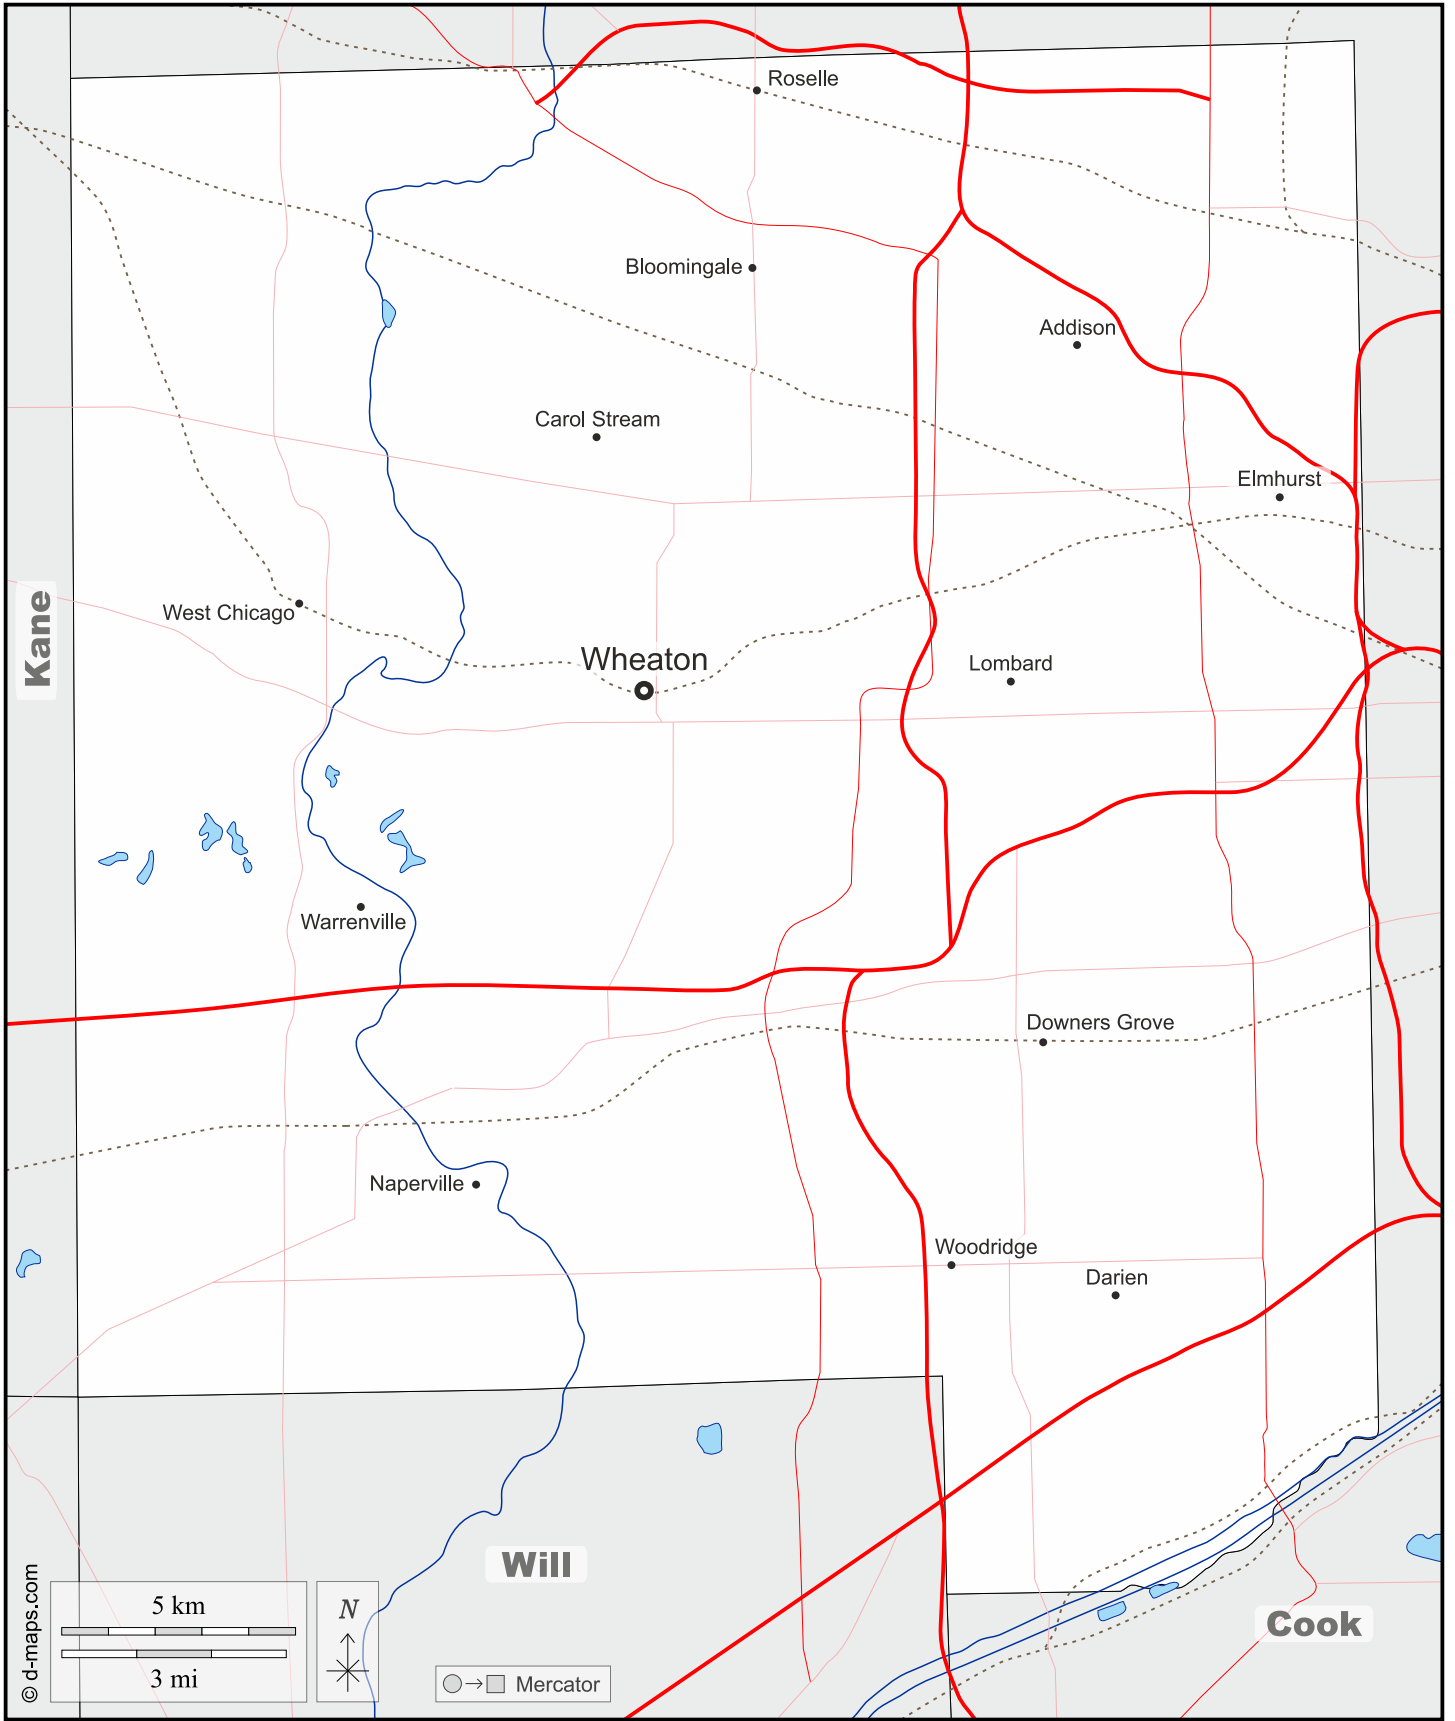 Roselle
Bloomingale
Addison
Carol Stream
Elmhurst
Kane
West Chicago
Wheaton
Lombard
Warrenville
Downers Grove
Naperville
Woodridge
Darien
Will
Cook
© d-maps.com
5 km
3 mi
N
Mercator